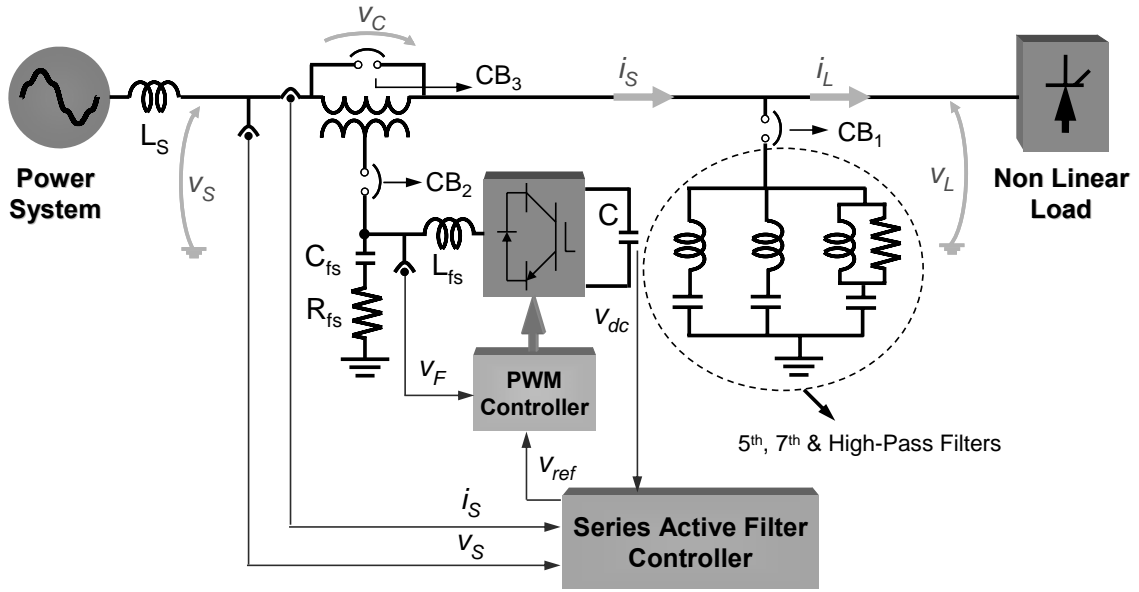 v_C
CB_3
i_S
i_L
L_S
CB_1
Power
System
v_S
CB_2
C
v_L
Non Linear
Load
C_fs
L_fs
R_fs
v_dc
v_F
PWM
Controller
5th, 7th & High-Pass Filters
v_ref
i_S
Series Active Filter
Controller
v_S